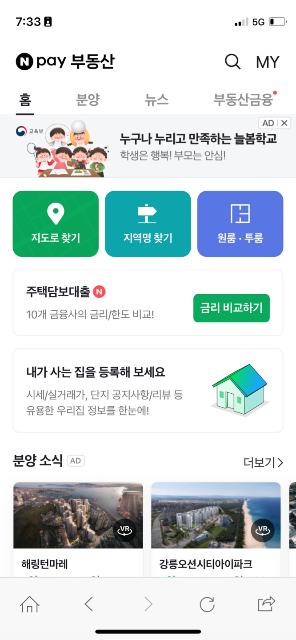 7:33
5G
N pay 부동산
MY
홈 분양 뉴스 부동산금융
AD
교육부
누구나 누리고 만족하는 늘봄학교
학생은 행복! 부모는 안심!
지도로 찾기
지역명 찾기
원룸 · 투룸
주택담보대출 N
10개 금융사의 금리/한도 비교!
금리 비교하기
내가 사는 집을 등록해 보세요
시세/실거래가, 단지 공지사항/리뷰 등
유용한 우리집 정보를 한눈에!
분양 소식 AD
더보기
VR
VR
해링턴마레
강릉오션시티아이파크